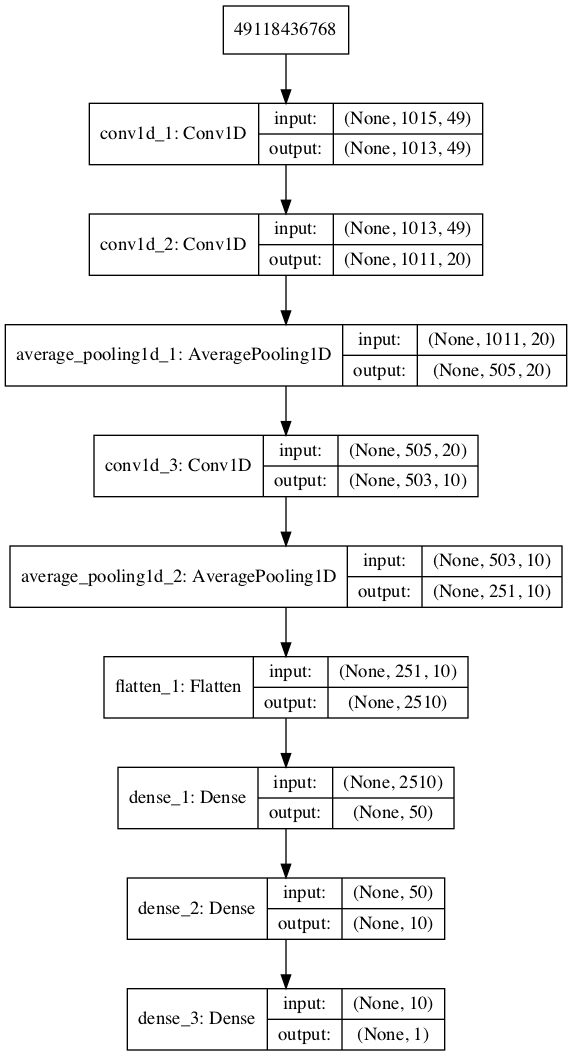 49118436768
conv1d_1: Conv1D
input: (None, 1015, 49)
output: (None, 1013, 49)
conv1d_2: Conv1D
input: (None, 1013, 49)
output: (None, 1011, 20)
average_pooling1d_1: AveragePooling1D
input: (None, 1011, 20)
output: (None, 505, 20)
conv1d_3: Conv1D
input: (None, 505, 20)
output: (None, 503, 10)
average_pooling1d_2: AveragePooling1D
input: (None, 503, 10)
output: (None, 251, 10)
flatten_1: Flatten
input: (None, 251, 10)
output: (None, 2510)
dense_1: Dense
input: (None, 2510)
output: (None, 50)
dense_2: Dense
input: (None, 50)
output: (None, 10)
dense_3: Dense
input: (None, 10)
output: (None, 1)